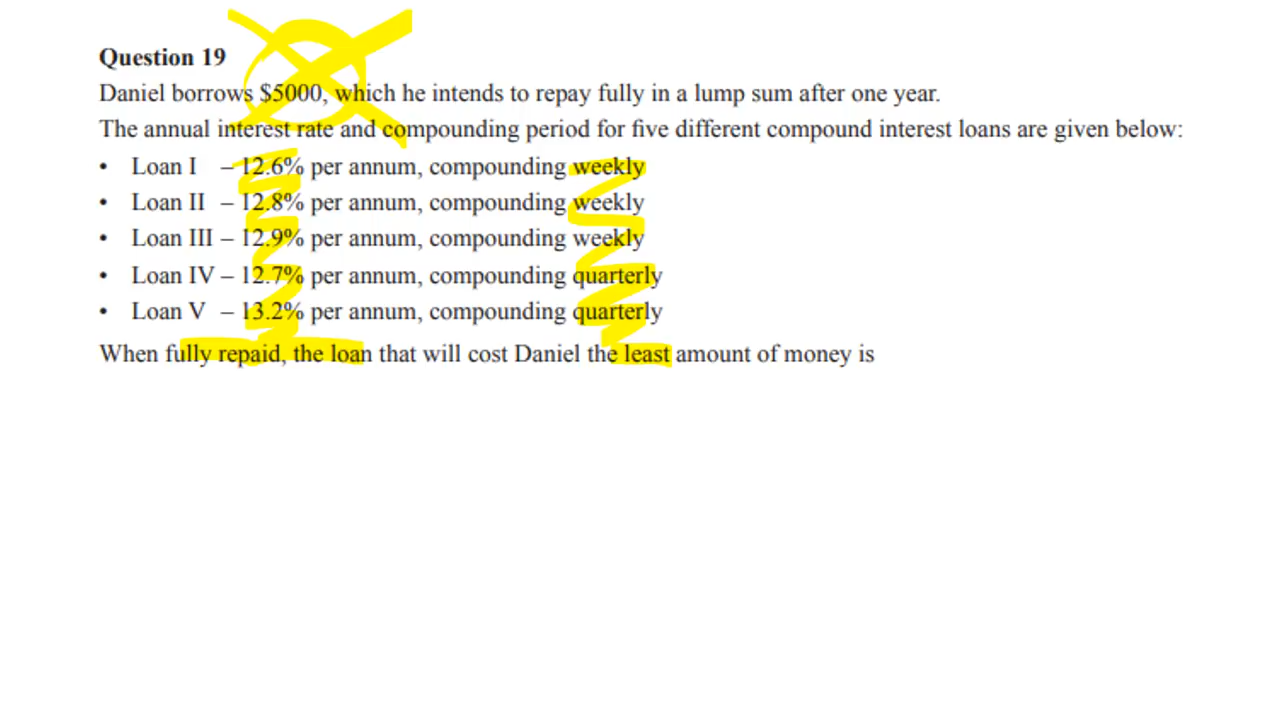 Question 19
Daniel borrows $5000, which he intends to repay fully in a lump sum after one year.
The annual interest rate and compounding period for five different compound interest loans are given below:
• Loan I – 12.6% per annum, compounding weekly
• Loan II – 12.8% per annum, compounding weekly
• Loan III – 12.9% per annum, compounding weekly
• Loan IV – 12.7% per annum, compounding quarterly
• Loan V – 13.2% per annum, compounding quarterly
When fully repaid, the loan that will cost Daniel the least amount of money is